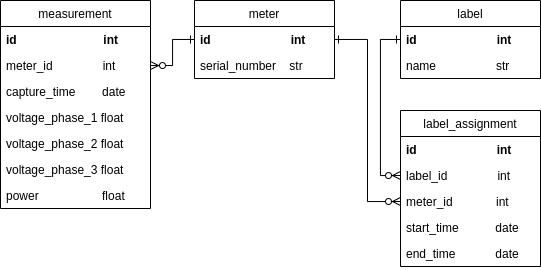 measurement
id int
meter_id int
capture_time date
voltage_phase_1 float
voltage_phase_2 float
voltage_phase_3 float
power float
meter
id int
serial_number str
label
id int
name str
label_assignment
id int
label_id int
meter_id int
start_time date
end_time date